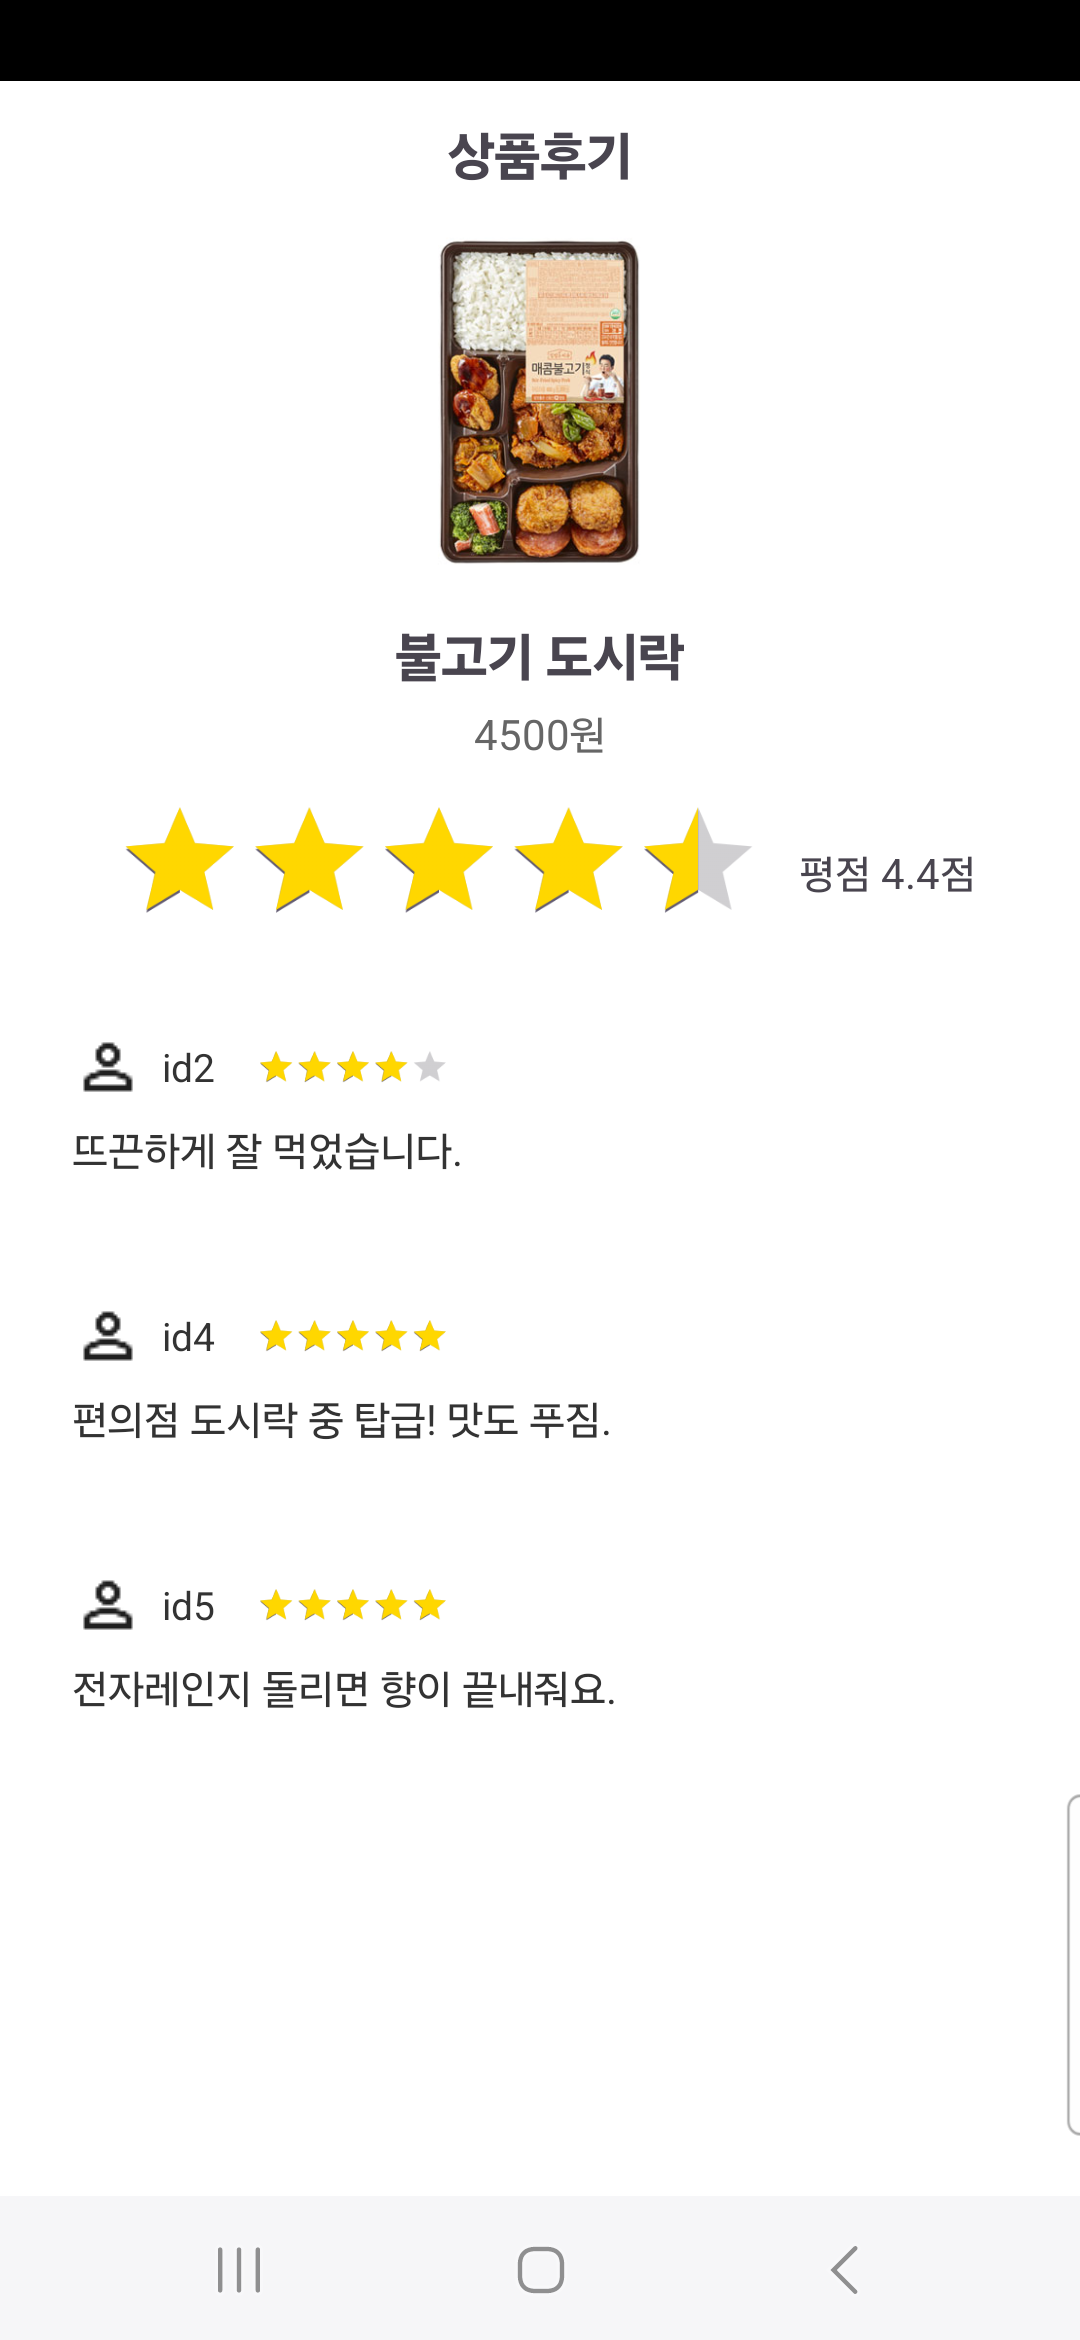 상품후기
매콤불고기
불고기 도시락
4500원
평점 4.4점
id2
뜨끈하게 잘 먹었습니다.
id4
편의점 도시락 중 탑급! 맛도 푸짐.
id5
전자레인지 돌리면 향이 끝내줘요.